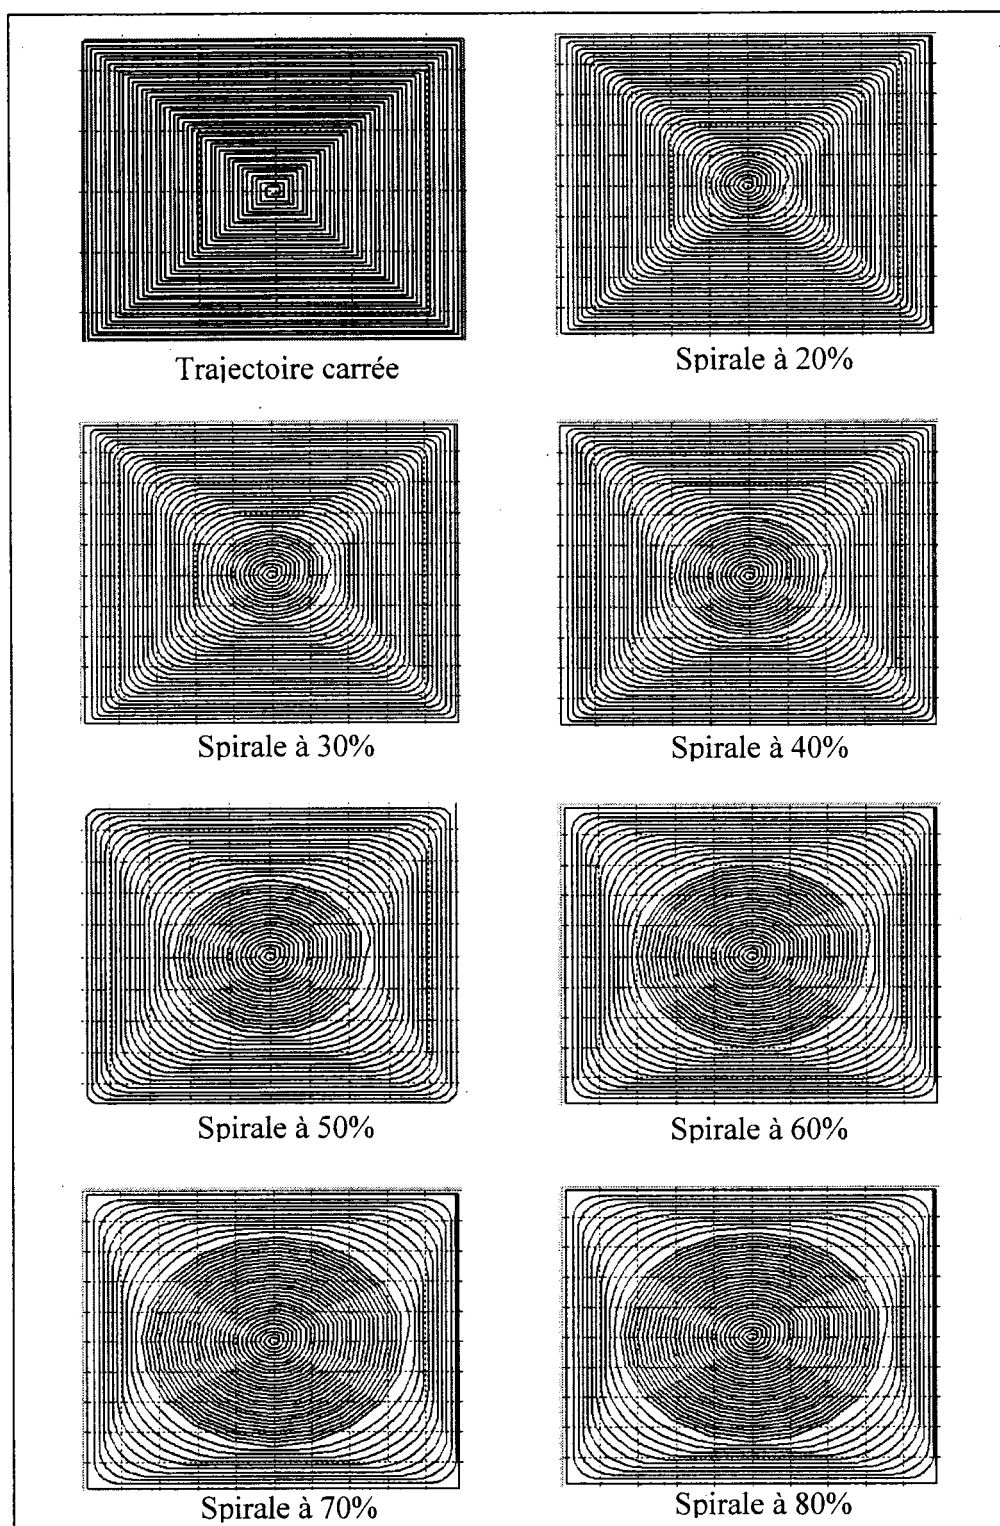 Trajectoire carrée
Spirale à 20%
Spirale à 30%
Spirale à 40%
Spirale à 50%
Spirale à 60%
Spirale à 70%
Spirale à 80%